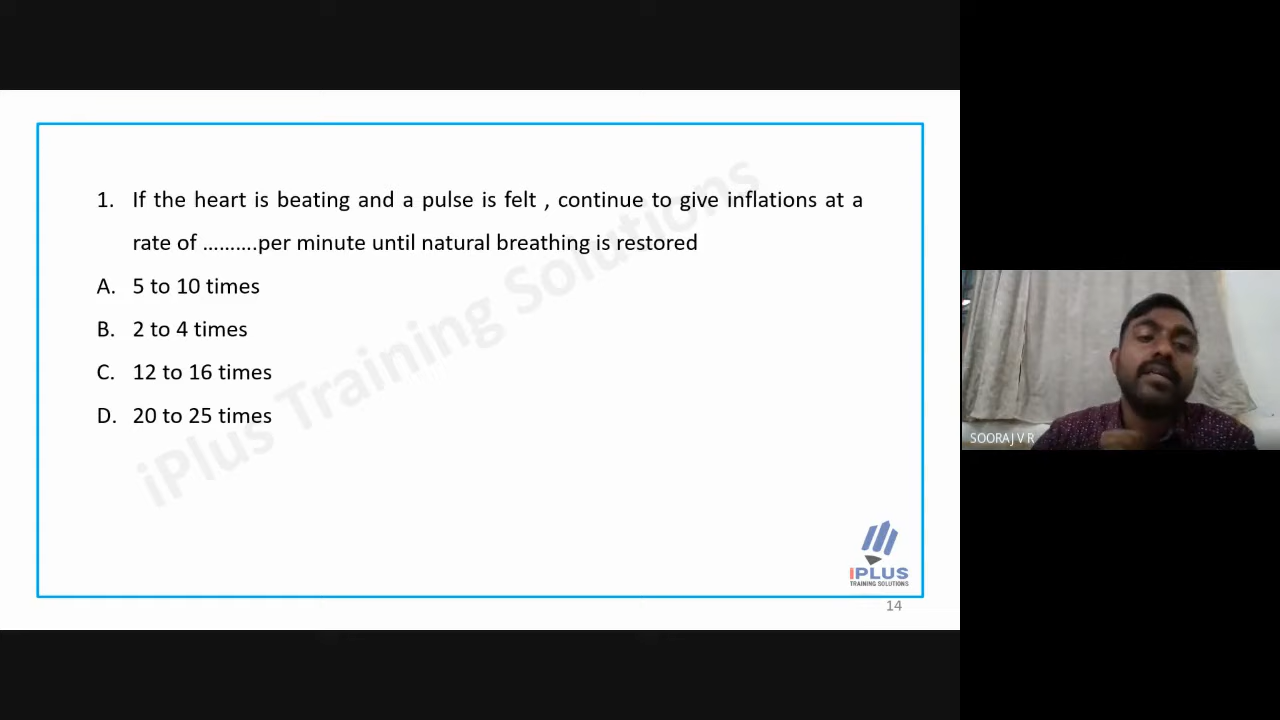 1. If the heart is beating and a pulse is felt , continue to give inflations at a
rate of ……….per minute until natural breathing is restored
A. 5 to 10 times
B. 2 to 4 times
C. 12 to 16 times
D. 20 to 25 times
iPlus Training Solutions
IPLUS
TRAINING SOLUTIONS
14
SOORAJ V R